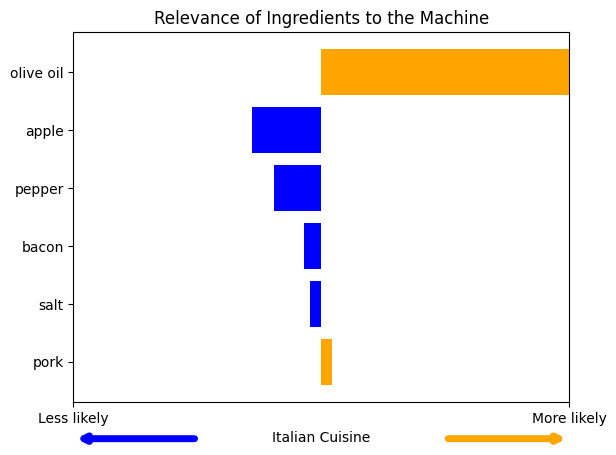 Relevance of Ingredients to the Machine
olive oil
apple
pepper
bacon
salt
pork
Less likely
More likely
Italian Cuisine